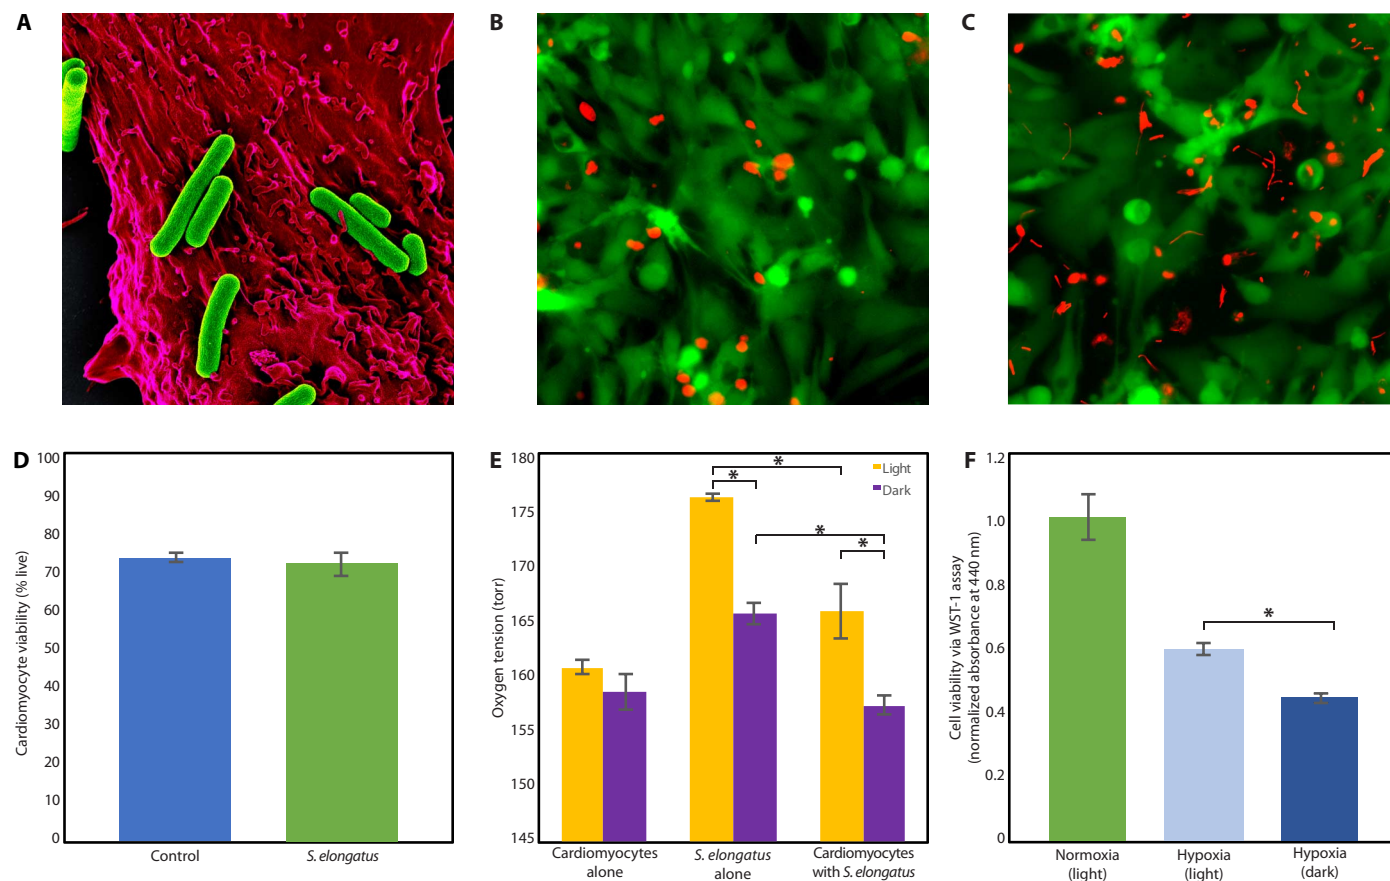 A
B
C
D
Cardiomyocyte viability (% live)
100
90
80
70
60
50
40
30
20
10
0
Control
S. elongatus
E
Oxygen tension (torr)
180
175
170
165
160
155
150
145
Light
Dark
*
*
*
*
Cardiomyocytes
alone
S. elongatus
alone
Cardiomyocytes
with S. elongatus
F
Cell viability via WST-1 assay
(normalized absorbance at 440 nm)
1.2
1.0
0.8
0.6
0.4
0.2
0
*
Normoxia
(light)
Hypoxia
(light)
Hypoxia
(dark)